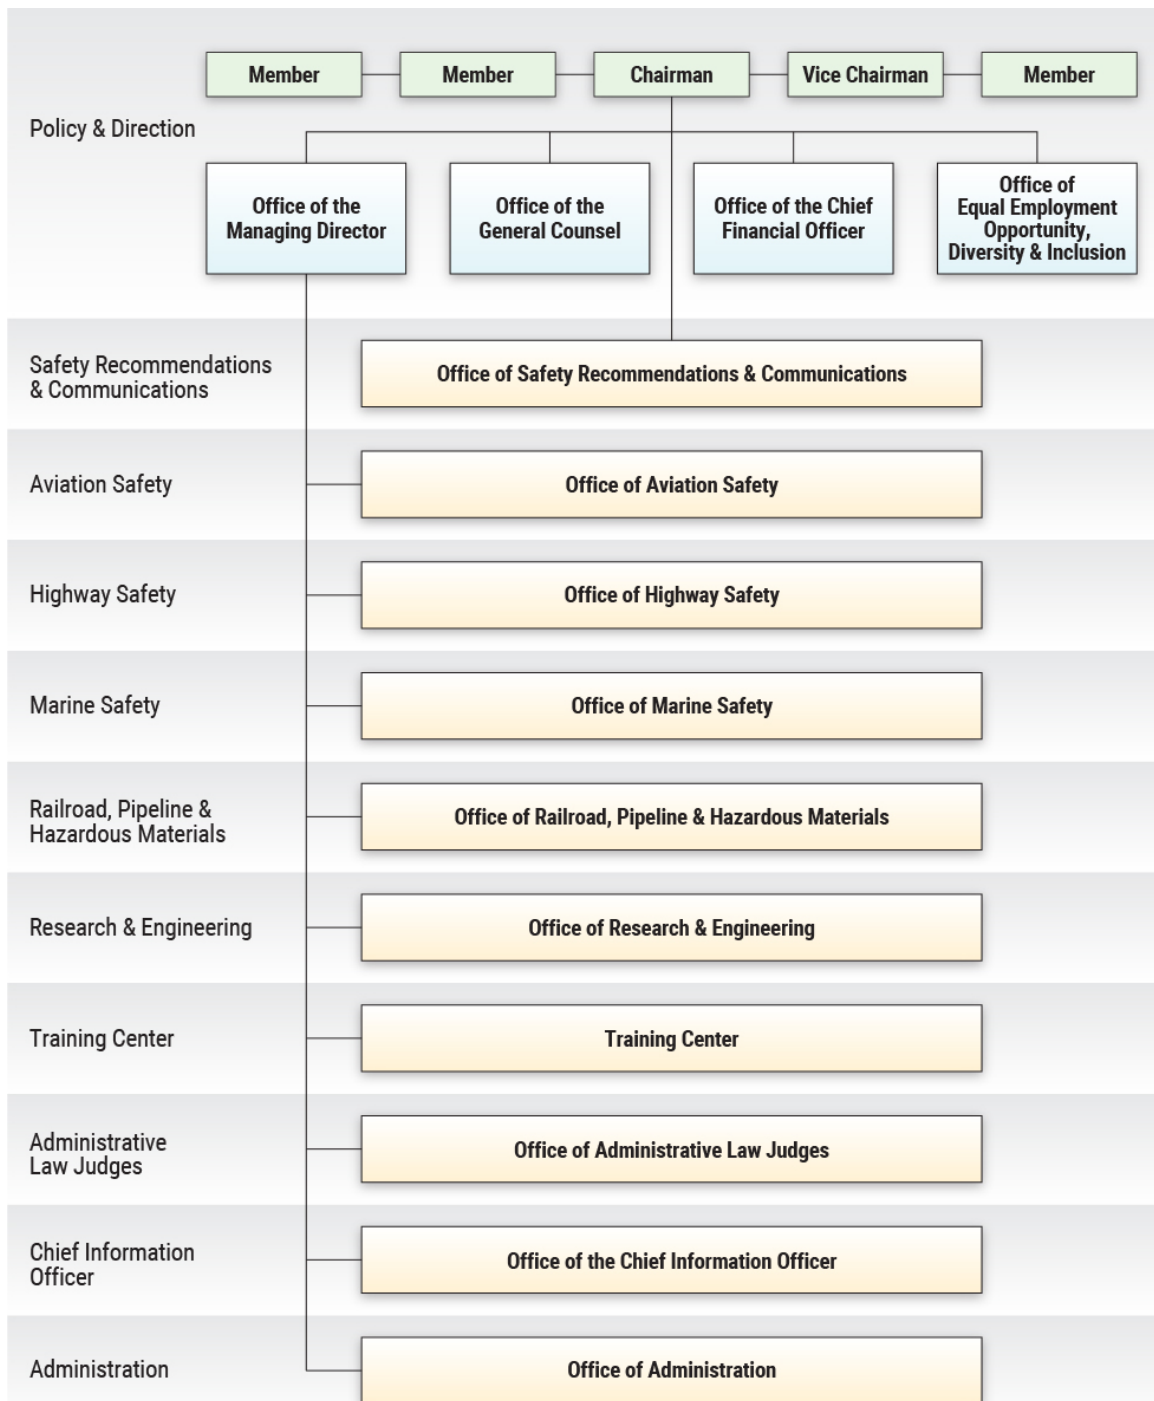 Member
Member
Chairman
Vice Chairman
Member
Policy & Direction
Office of the
Managing Director
Office of the
General Counsel
Office of the Chief
Financial Officer
Office of
Equal Employment
Opportunity,
Diversity & Inclusion
Safety Recommendations
& Communications
Office of Safety Recommendations & Communications
Aviation Safety
Office of Aviation Safety
Highway Safety
Office of Highway Safety
Marine Safety
Office of Marine Safety
Railroad, Pipeline &
Hazardous Materials
Office of Railroad, Pipeline & Hazardous Materials
Research & Engineering
Office of Research & Engineering
Training Center
Training Center
Administrative
Law Judges
Office of Administrative Law Judges
Chief Information
Officer
Office of the Chief Information Officer
Administration
Office of Administration